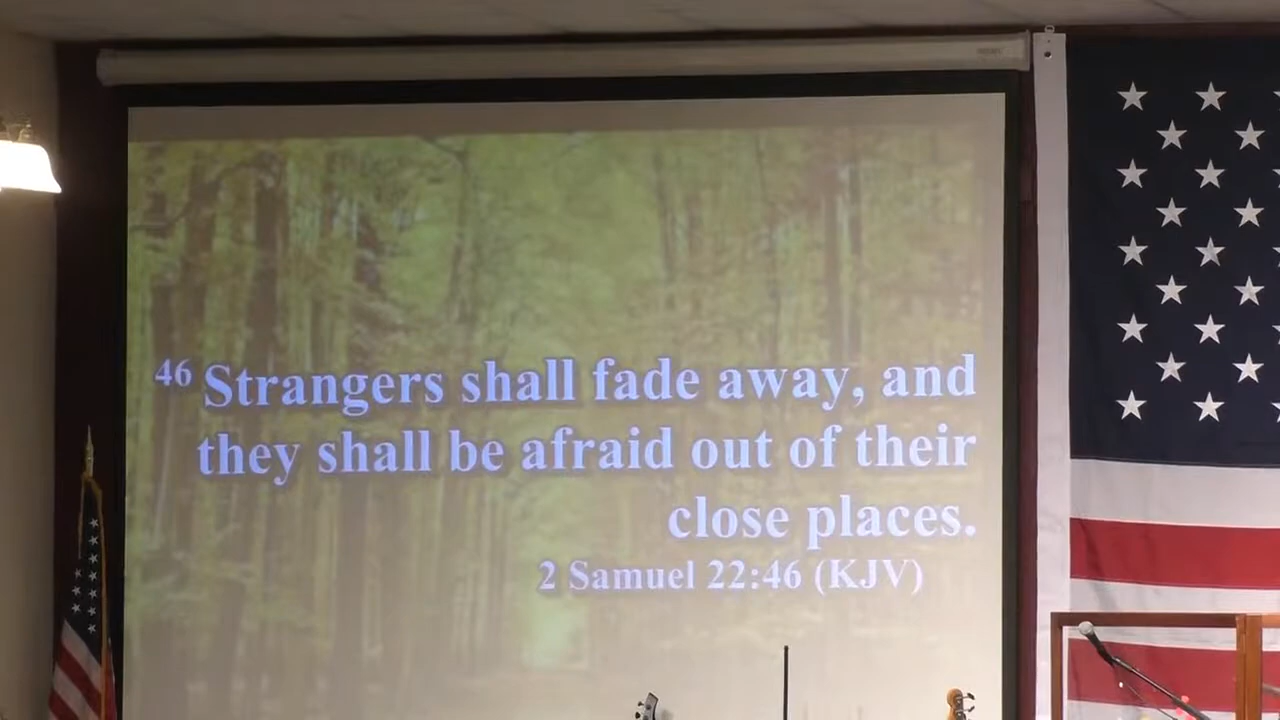 46 Strangers shall fade away, and
they shall be afraid out of their
close places.
2 Samuel 22:46 (KJV)